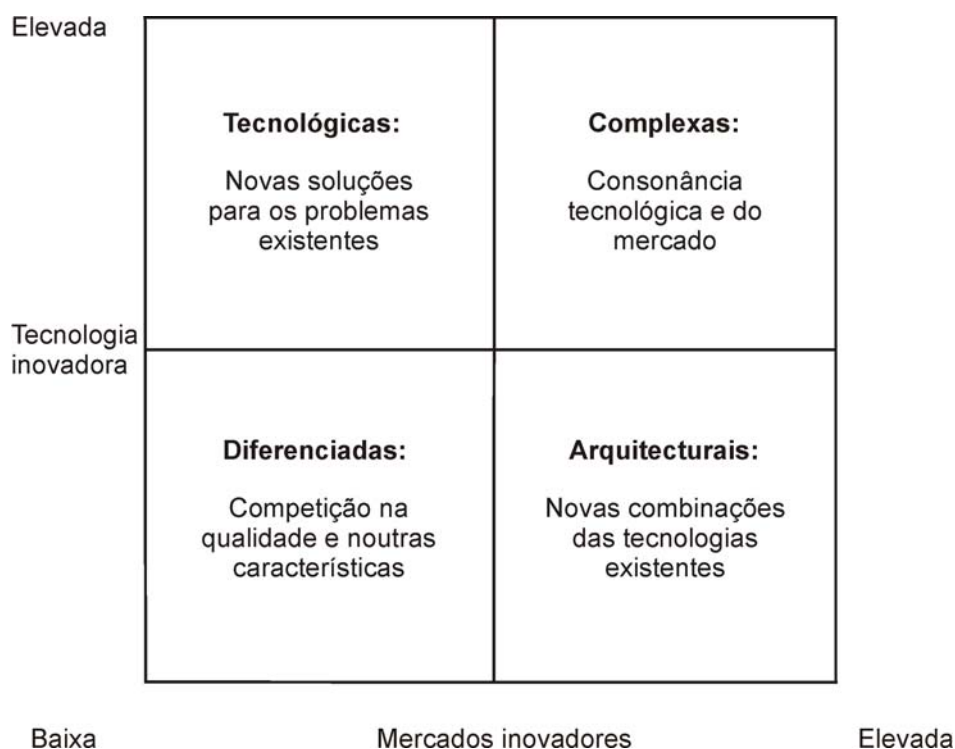 Elevada
Tecnológicas:
Novas soluções
para os problemas
existentes
Complexas:
Consonância
tecnológica e do
mercado
Tecnologia
inovadora
Diferenciadas:
Competição na
qualidade e noutras
características
Arquitecturais:
Novas combinações
das tecnologias
existentes
Baixa
Mercados inovadores
Elevada